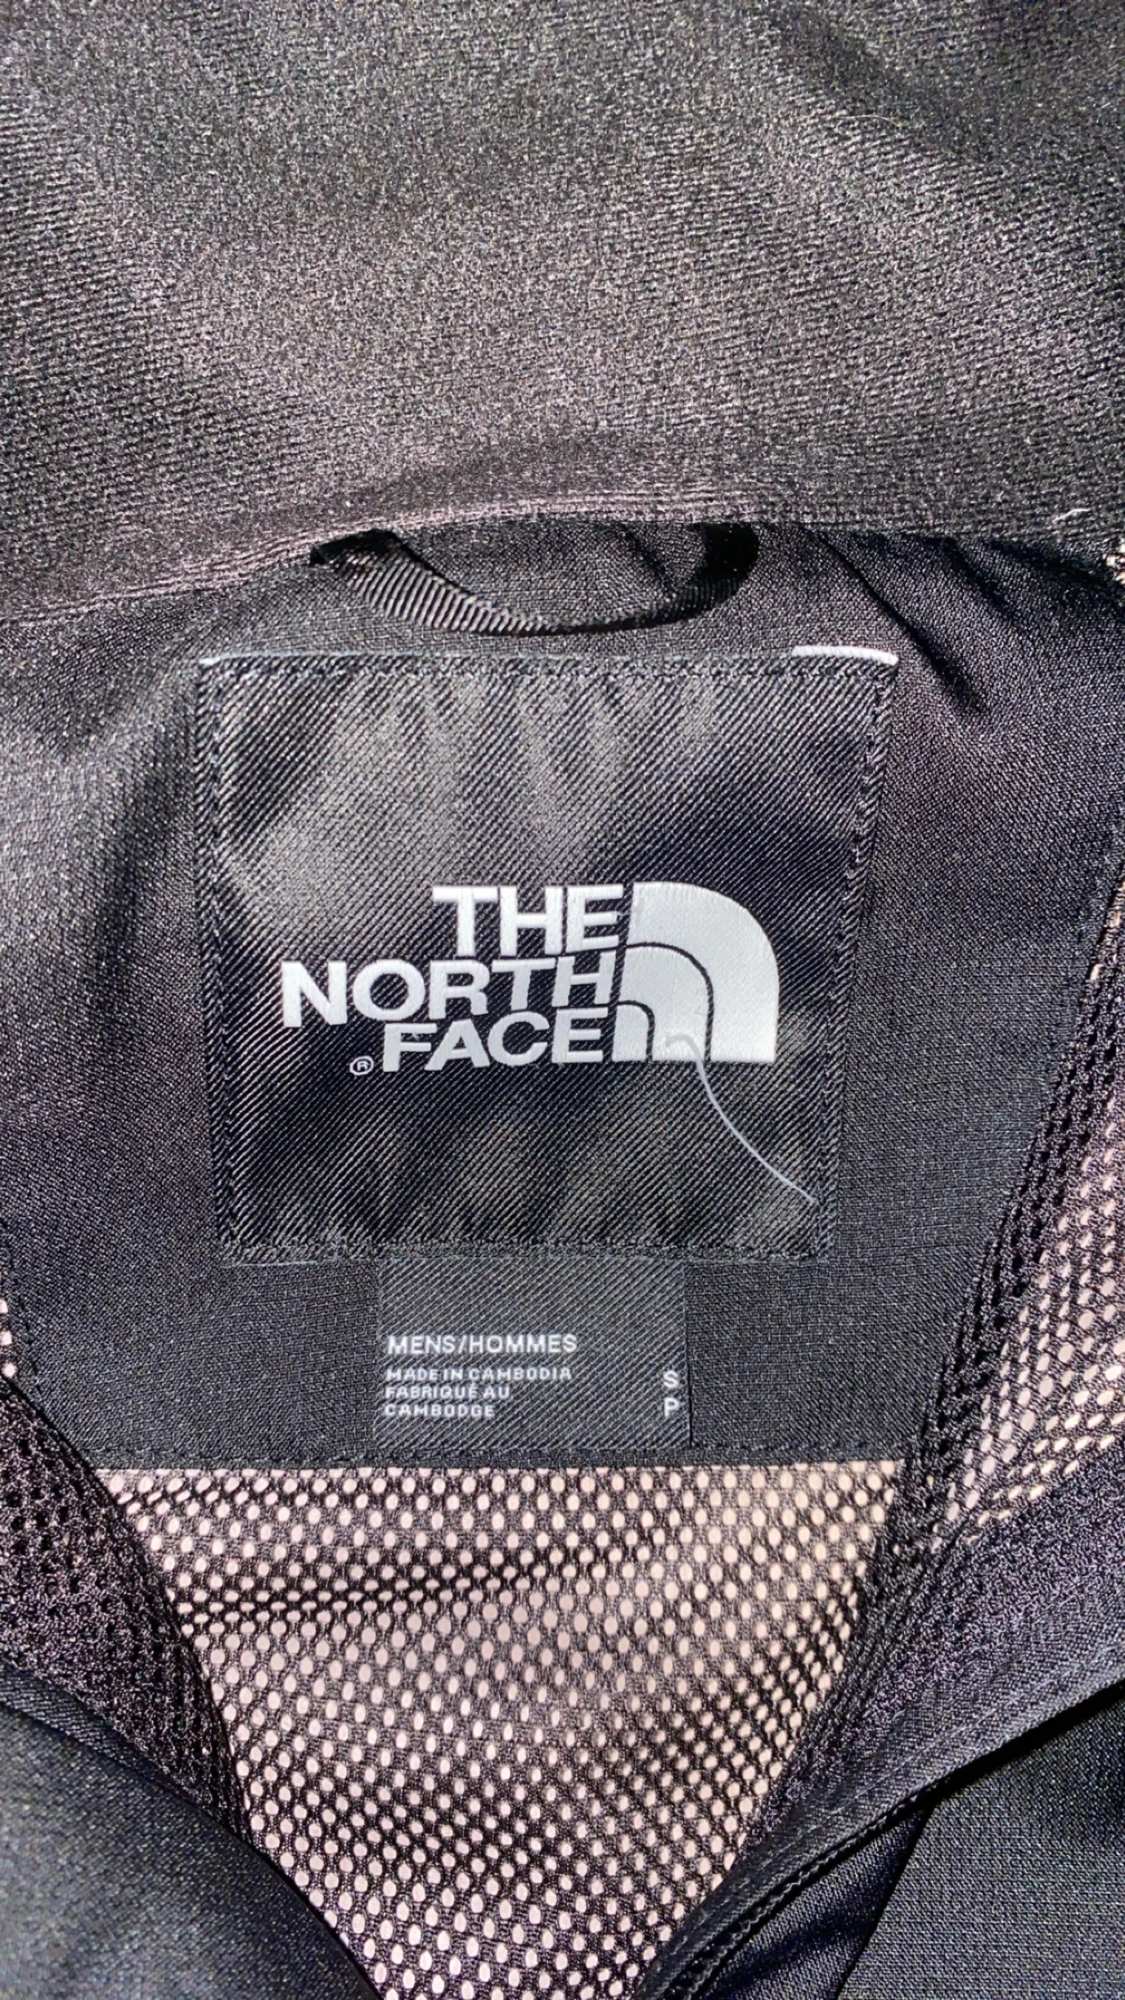 THE
NORTH
® FACE
MENS/HOMMES
MADE IN CAMBODIA
FABRIQUÉ AU
CAMBODGE
S
P